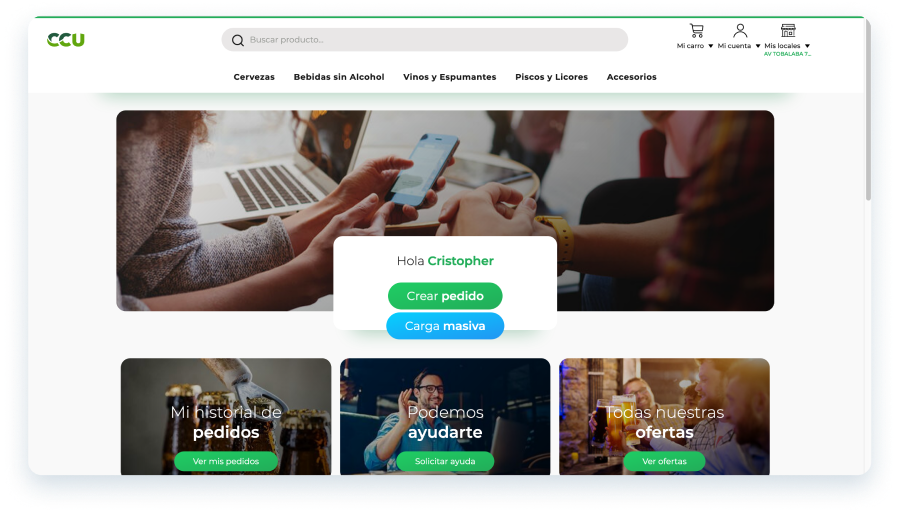 CCU
Buscar producto...
Mi carro ▼ Mi cuenta ▼ Mis locales ▼
AV TOBALABA 7...
Cervezas Bebidas sin Alcohol Vinos y Espumantes Piscos y Licores Accesorios
Hola Cristopher
Crear pedido
Carga masiva
Mi historial de
pedidos
Ver mis pedidos
Podemos
ayudarte
Solicitar ayuda
Todas nuestras
ofertas
Ver ofertas